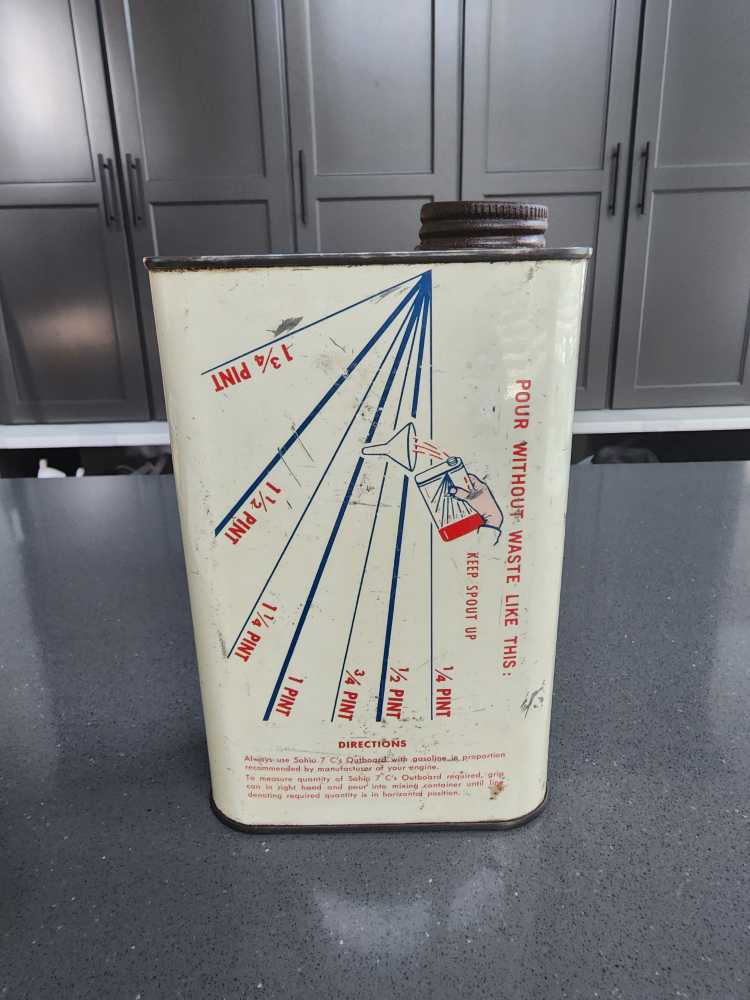 POUR WITHOUT WASTE LIKE THIS:
KEEP SPOUT UP
1 3/4 PINT
1 1/2 PINT
1 1/4 PINT
1 PINT
3/4 PINT
1/2 PINT
1/4 PINT
DIRECTIONS
Always use Sohio 7 C's Outboard with gasoline in proportion
recommended by manufacturer of your engine.
To measure quantity of Sohio 7 C's Outboard required, grip
can in right hand and pour into mixing container until line
denoting required quantity is in horizontal position.